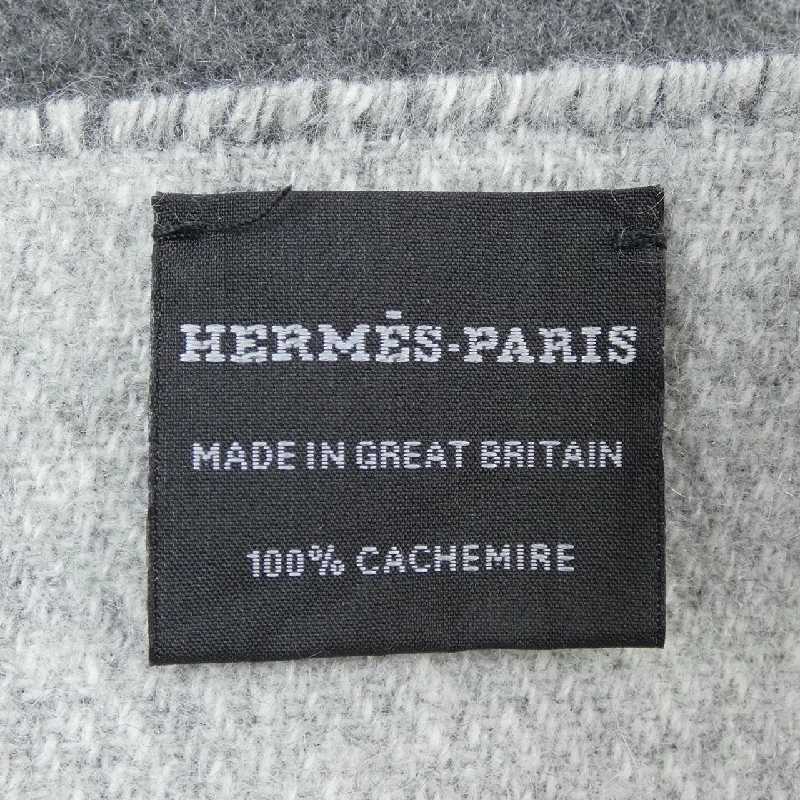 HERMÈS-PARIS
MADE IN GREAT BRITAIN
100% CACHEMIRE